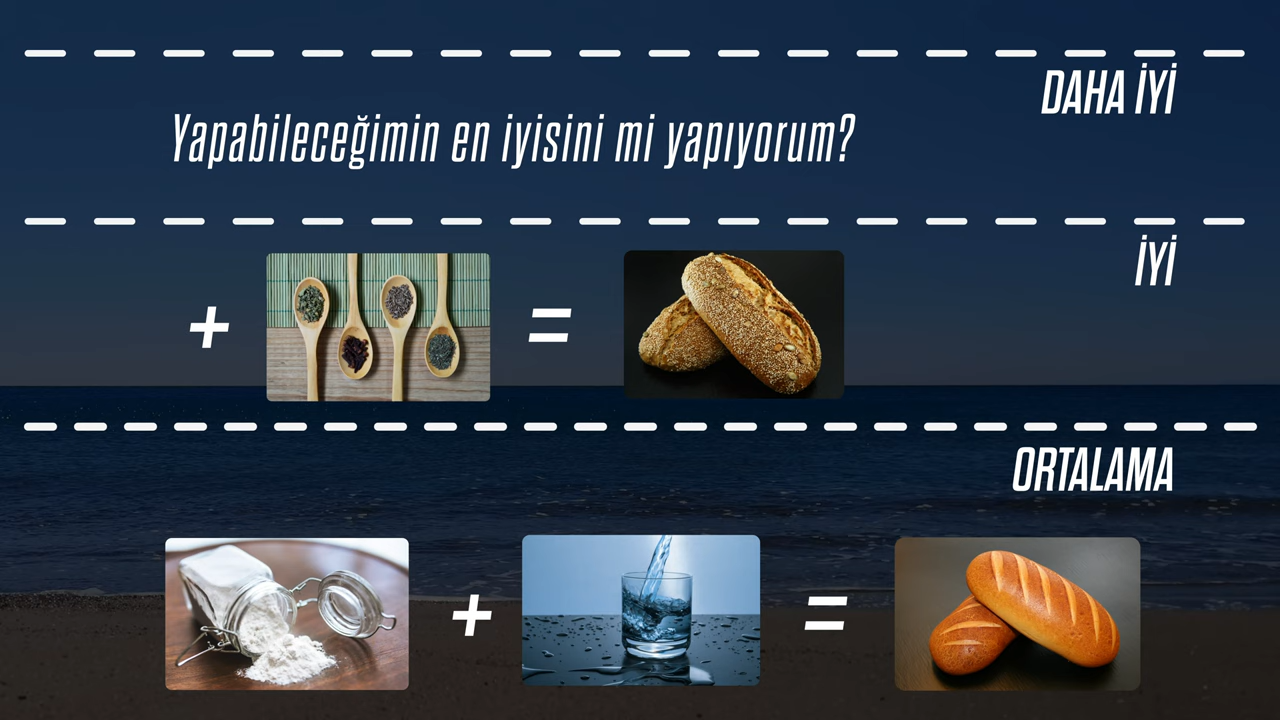 DAHA İYİ
Yapabileceğimin en iyisini mi yapıyorum?
İYİ
+ =
ORTALAMA
+ =